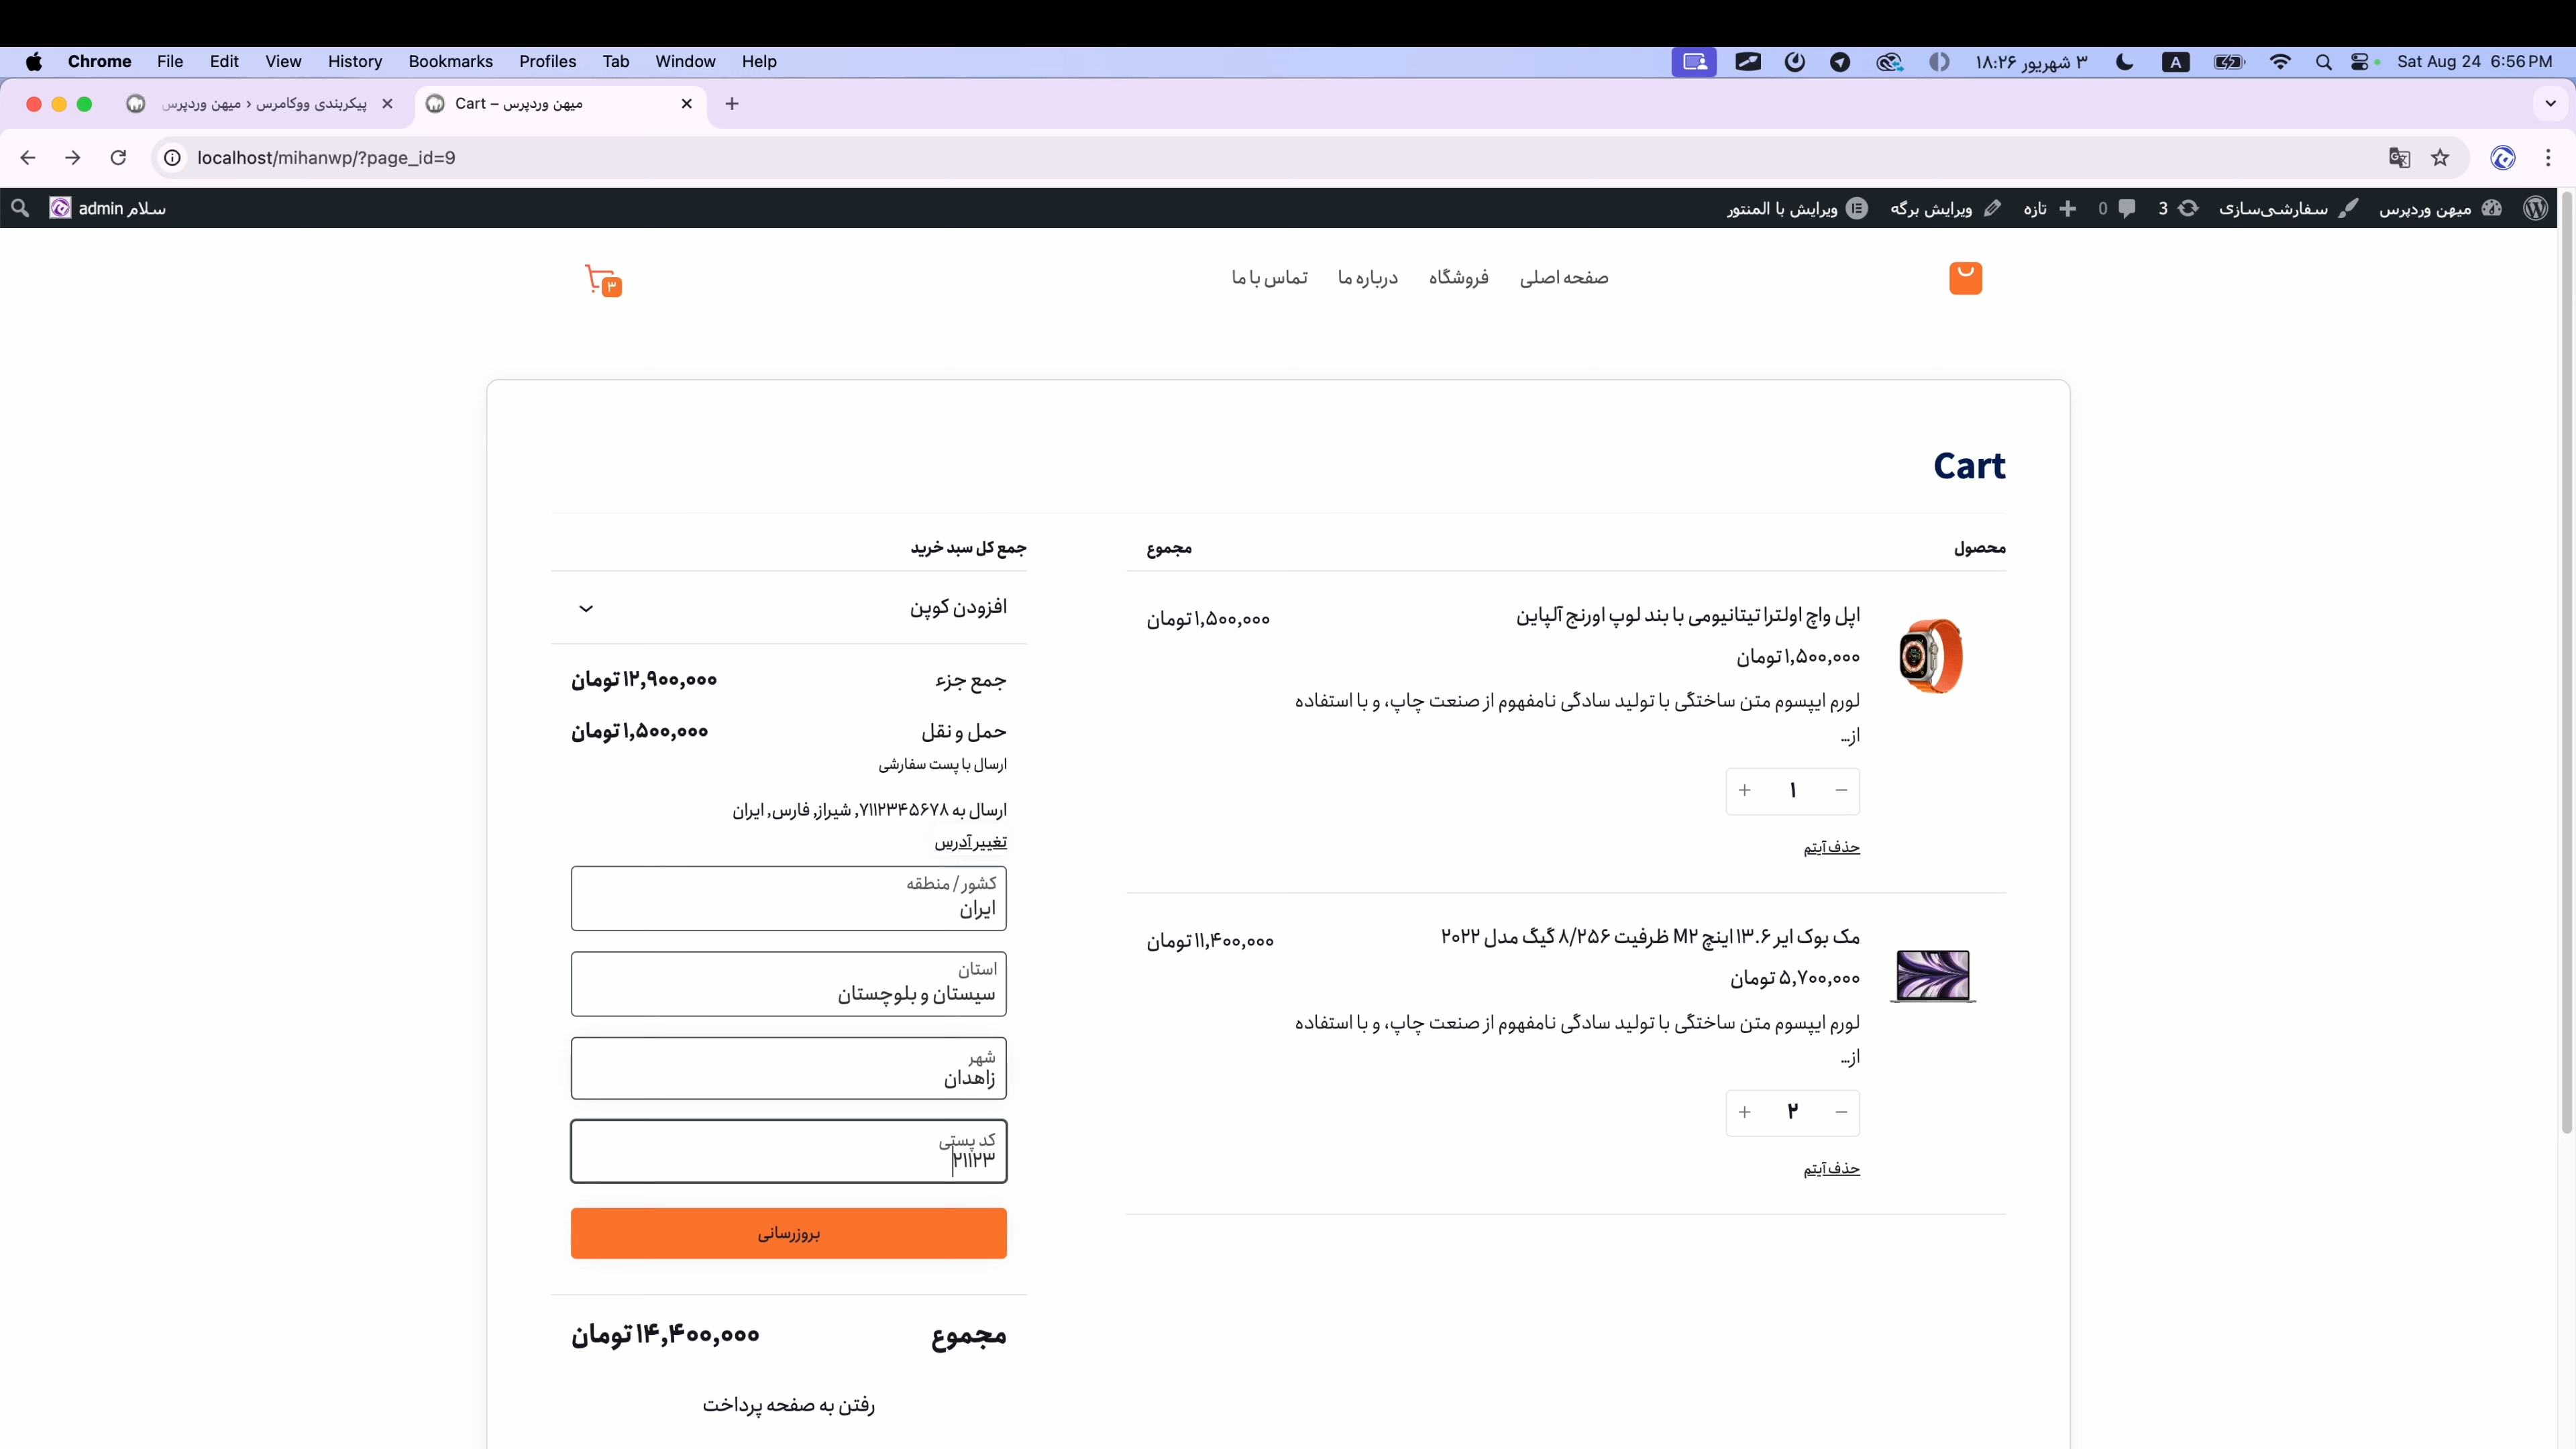 Chrome File Edit View History Bookmarks Profiles Tab Window Help ۳ شهریور ۱۸:۲۶ A Sat Aug 24 6:56 PM
پیکربندی ووکامرس ‹ میهن وردپرس
Cart – میهن وردپرس
localhost/mihanwp/?page_id=9
میهن وردپرس سفارشی‌سازی 3 0 تازه ویرایش برگه ویرایش با المنتور
سلام admin
صفحه اصلی فروشگاه درباره ما تماس با ما
۳
Cart
محصول مجموع
اپل واچ اولترا تیتانیومی با بند لوپ اورنج آلپاین
۱,۵۰۰,۰۰۰ تومان
۱,۵۰۰,۰۰۰ تومان
لورم ایپسوم متن ساختگی با تولید سادگی نامفهوم از صنعت چاپ، و با استفاده
از…
− ۱ +
حذف آیتم
مک بوک ایر ۱۳.۶ اینچ M۲ ظرفیت ۸/۲۵۶ گیگ مدل ۲۰۲۲
۱۱,۴۰۰,۰۰۰ تومان
۵,۷۰۰,۰۰۰ تومان
لورم ایپسوم متن ساختگی با تولید سادگی نامفهوم از صنعت چاپ، و با استفاده
از…
− ۲ +
حذف آیتم
جمع کل سبد خرید
افزودن کوپن
جمع جزء ۱۲,۹۰۰,۰۰۰ تومان
حمل و نقل ۱,۵۰۰,۰۰۰ تومان
ارسال با پست سفارشی
ارسال به ۷۱۱۲۳۴۵۶۷۸, شیراز, فارس, ایران
تغییر آدرس
کشور / منطقه
ایران
استان
سیستان و بلوچستان
شهر
زاهدان
کد پستی
۲۱۱۲۳
بروزرسانی
مجموع ۱۴,۴۰۰,۰۰۰ تومان
رفتن به صفحه پرداخت